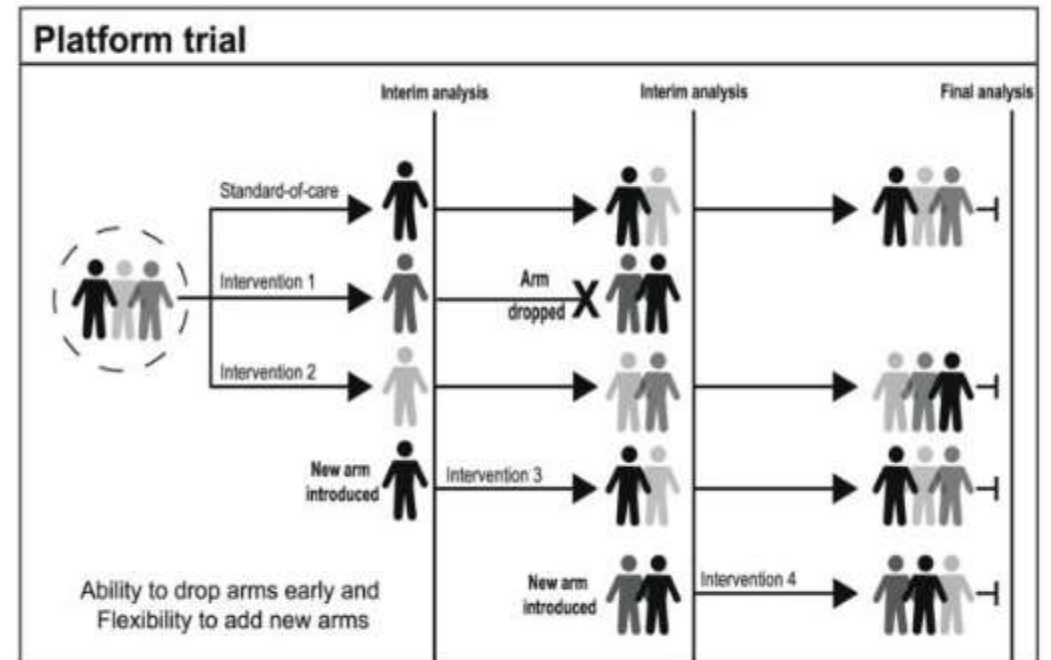 Platform trial
Interim analysis
Interim analysis
Final analysis
Standard-of-care
Intervention 1
Arm
dropped
X
Intervention 2
New arm
introduced
Intervention 3
New arm
introduced
Intervention 4
Ability to drop arms early and
Flexibility to add new arms